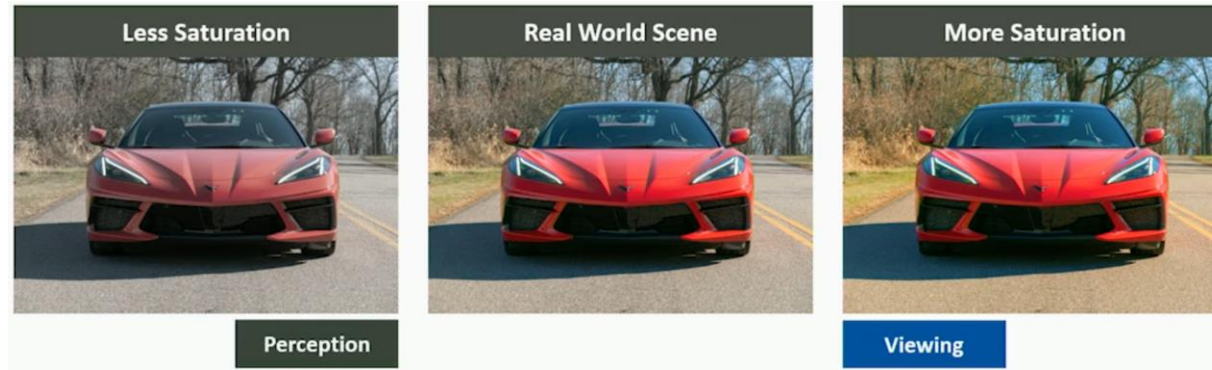 Less Saturation
Real World Scene
More Saturation
Perception
Viewing